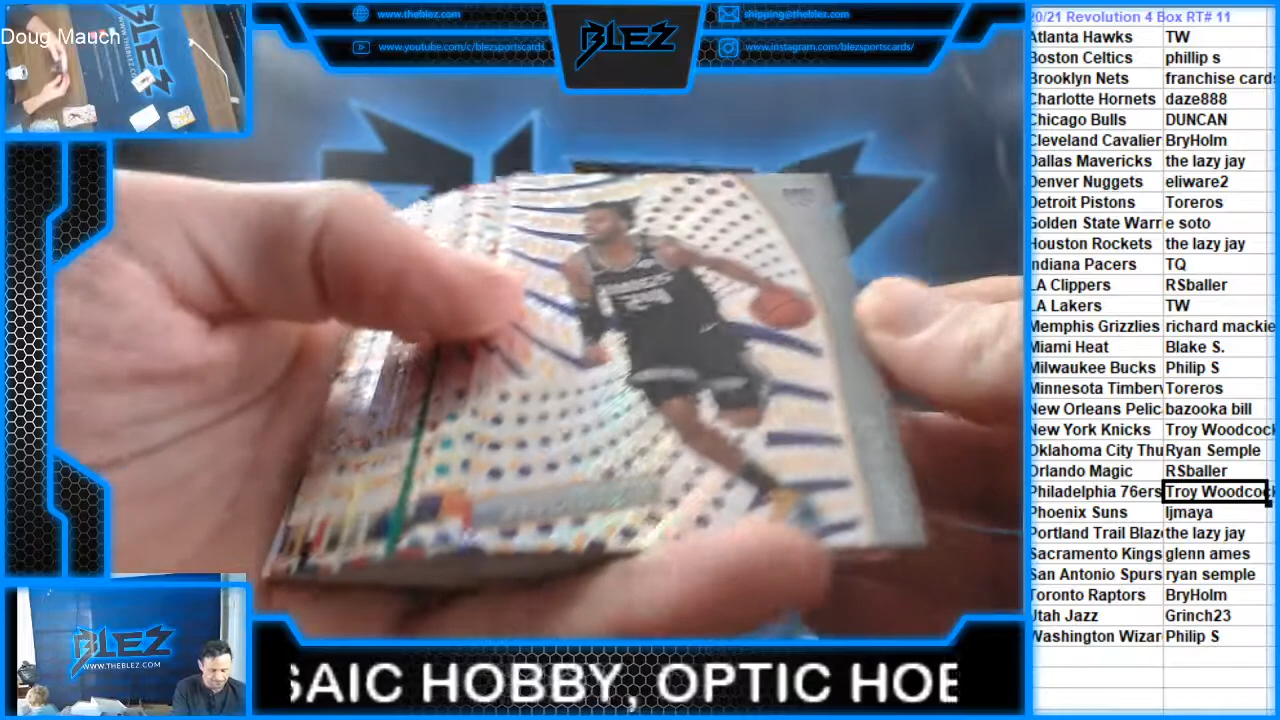 Doug Mauch
www.theblez.com
www.youtube.com/c/blezsportscards
BLEZ
shipping@theblez.com
www.instagram.com/blezsportscards/
20/21 Revolution 4 Box RT# 11
Atlanta Hawks TW
Boston Celtics phillip s
Brooklyn Nets franchise cards
Charlotte Hornets daze888
Chicago Bulls DUNCAN
Cleveland Cavalier BryHolm
Dallas Mavericks the lazy jay
Denver Nuggets eliware2
Detroit Pistons Toreros
Golden State Warr e soto
Houston Rockets the lazy jay
Indiana Pacers TQ
LA Clippers RSballer
LA Lakers TW
Memphis Grizzlies richard mackie
Miami Heat Blake S.
Milwaukee Bucks Philip S
Minnesota Timberv Toreros
New Orleans Pelic bazooka bill
New York Knicks Troy Woodcock
Oklahoma City Thu Ryan Semple
Orlando Magic RSballer
Philadelphia 76ers Troy Woodcock
Phoenix Suns ljmaya
Portland Trail Blaze the lazy jay
Sacramento Kings glenn ames
San Antonio Spurs ryan semple
Toronto Raptors BryHolm
Utah Jazz Grinch23
Washington Wizar Philip S
BLEZ
WWW.THEBLEZ.COM
SAIC HOBBY, OPTIC HOB